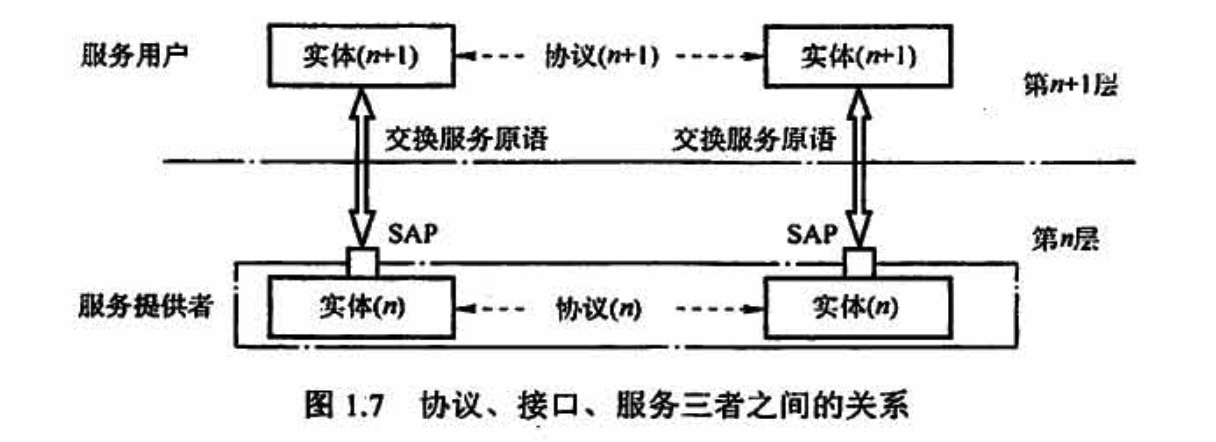 服务用户 实体(n+1) 协议(n+1) 实体(n+1)
第n+1层
交换服务原语 交换服务原语
SAP SAP 第n层
服务提供者 实体(n) 协议(n) 实体(n)
图 1.7 协议、接口、服务三者之间的关系